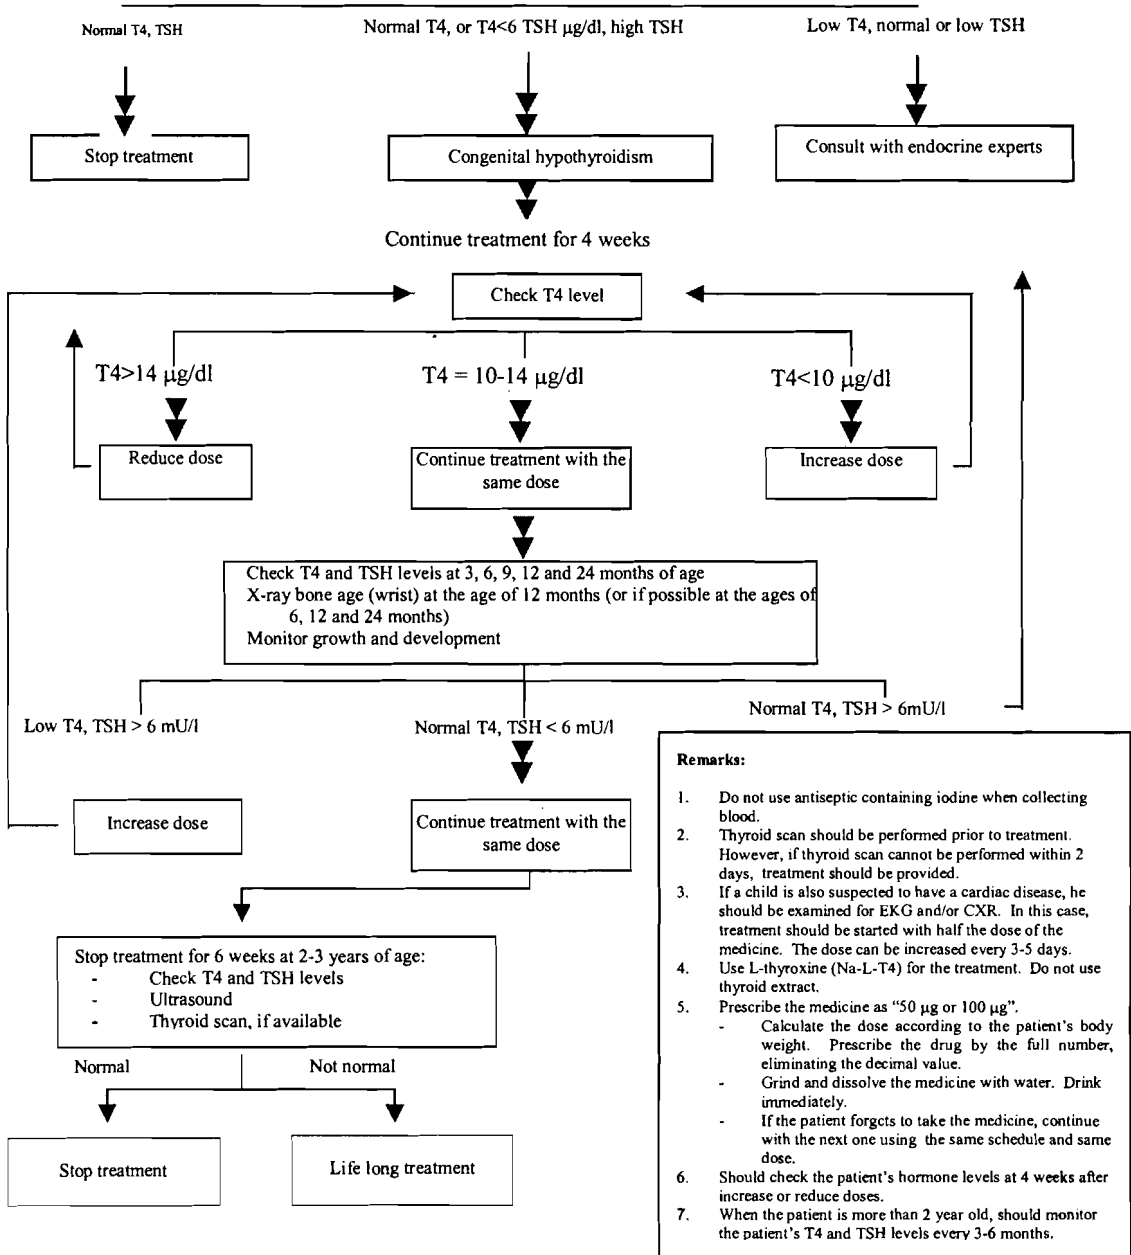 Normal T4, TSH
Normal T4, or T4<6 TSH µg/dl, high TSH
Low T4, normal or low TSH
Stop treatment
Congenital hypothyroidism
Consult with endocrine experts
Continue treatment for 4 weeks
Check T4 level
T4>14 µg/dl
T4 = 10-14 µg/dl
T4<10 µg/dl
Reduce dose
Continue treatment with the
same dose
Increase dose
Check T4 and TSH levels at 3, 6, 9, 12 and 24 months of age
X-ray bone age (wrist) at the age of 12 months (or if possible at the ages of
6, 12 and 24 months)
Monitor growth and development
Low T4, TSH > 6 mU/l
Normal T4, TSH < 6 mU/l
Normal T4, TSH > 6mU/l
Increase dose
Continue treatment with the
same dose
Stop treatment for 6 weeks at 2-3 years of age:
- Check T4 and TSH levels
- Ultrasound
- Thyroid scan, if available
Normal
Not normal
Stop treatment
Life long treatment
Remarks:
1. Do not use antiseptic containing iodine when collecting
blood.
2. Thyroid scan should be performed prior to treatment.
However, if thyroid scan cannot be performed within 2
days, treatment should be provided.
3. If a child is also suspected to have a cardiac disease, he
should be examined for EKG and/or CXR. In this case,
treatment should be started with half the dose of the
medicine. The dose can be increased every 3-5 days.
4. Use L-thyroxine (Na-L-T4) for the treatment. Do not use
thyroid extract.
5. Prescribe the medicine as "50 µg or 100 µg".
- Calculate the dose according to the patient's body
weight. Prescribe the drug by the full number,
eliminating the decimal value.
- Grind and dissolve the medicine with water. Drink
immediately.
- If the patient forgets to take the medicine, continue
with the next one using the same schedule and same
dose.
6. Should check the patient's hormone levels at 4 weeks after
increase or reduce doses.
7. When the patient is more than 2 year old, should monitor
the patient's T4 and TSH levels every 3-6 months.